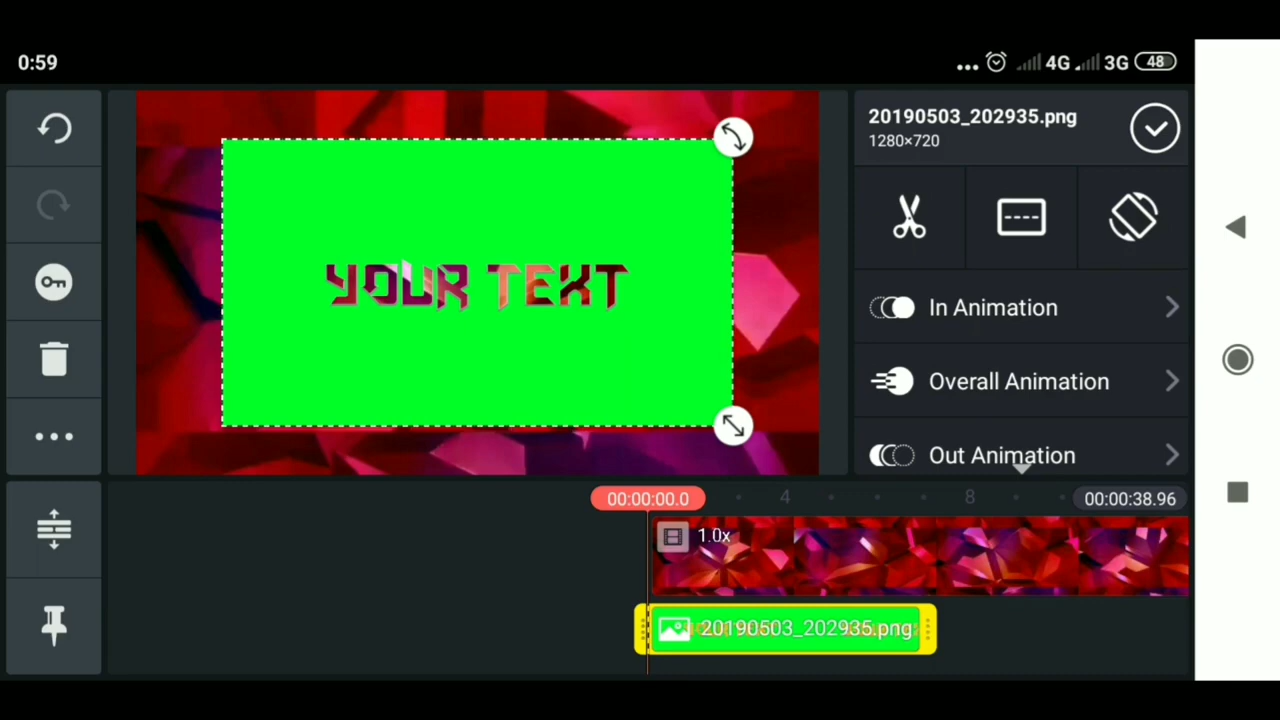 0:59
4G 3G 48
20190503_202935.png
1280×720
YOUR TEXT
In Animation
Overall Animation
Out Animation
00:00:00.0
4
8
00:00:38.96
1.0x
20190503_202935.png